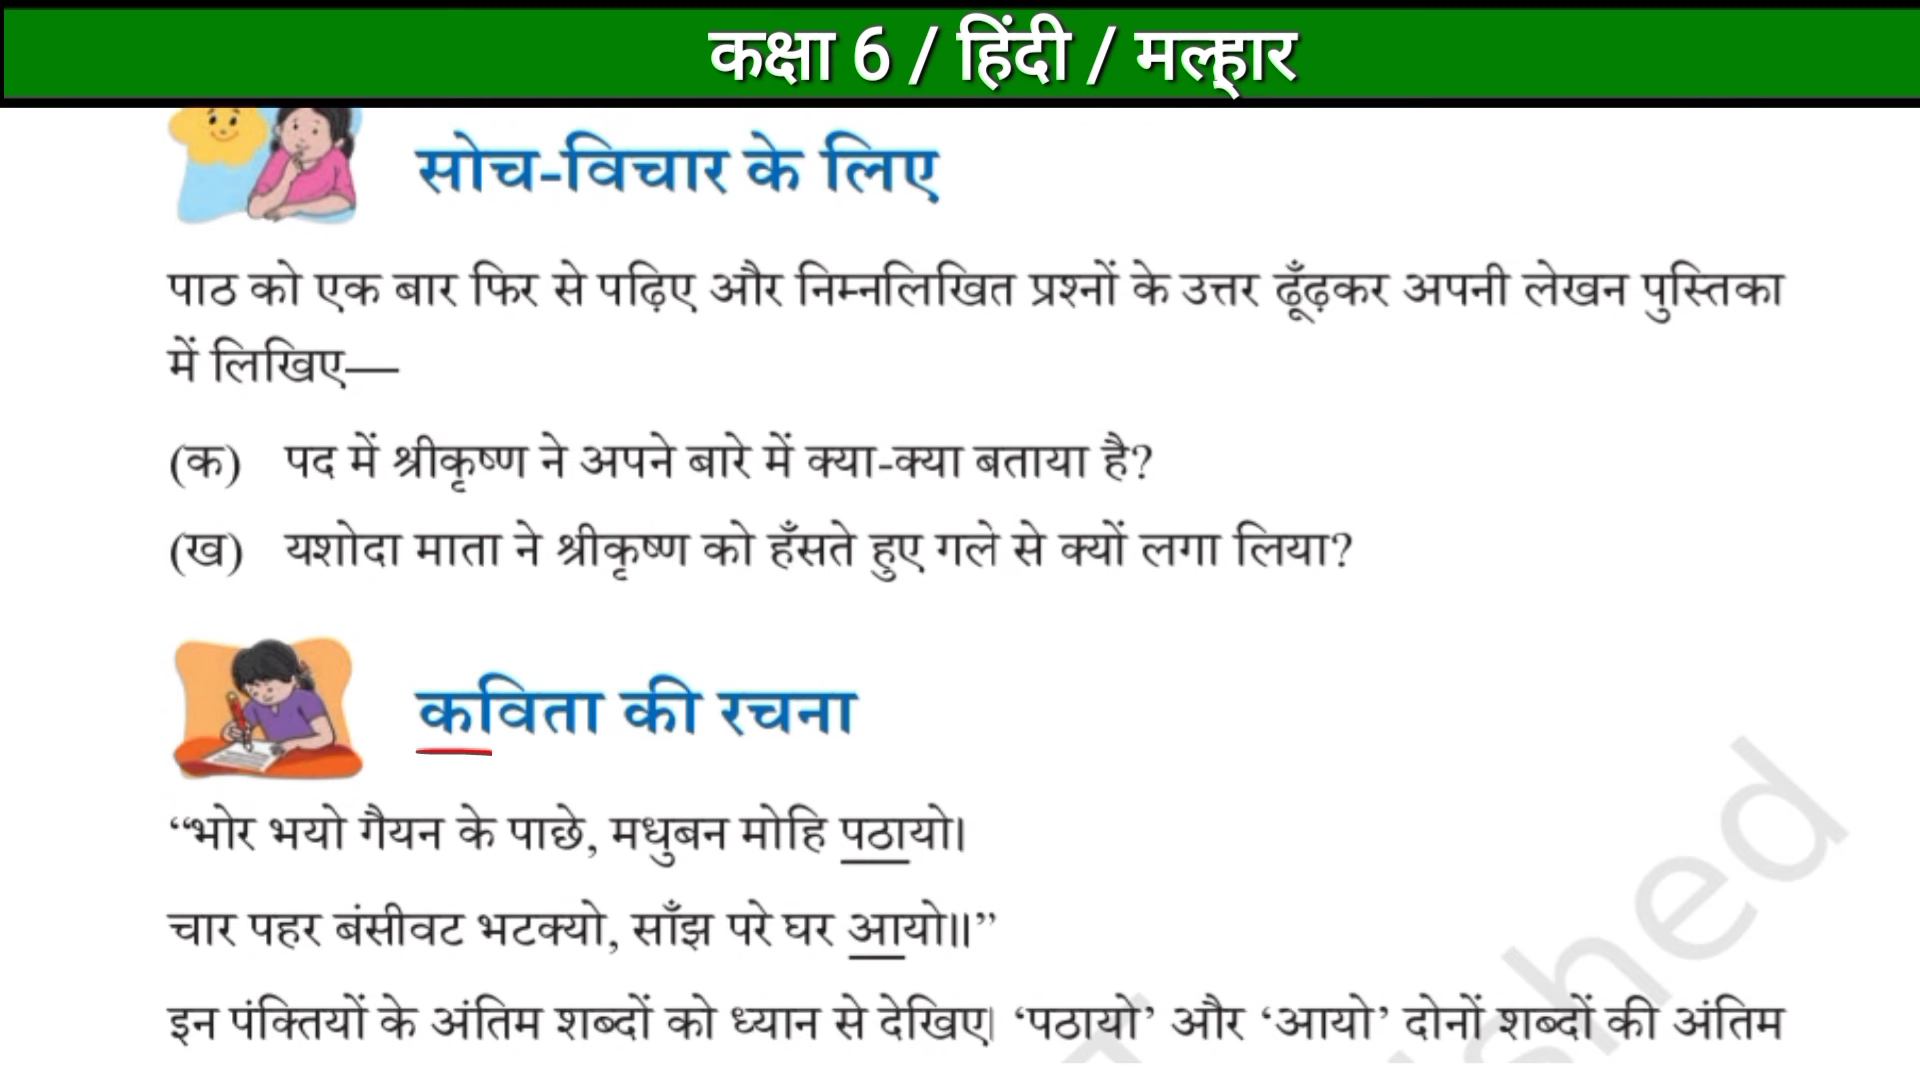 कक्षा 6 / हिंदी / मल्हार
सोच-विचार के लिए
पाठ को एक बार फिर से पढ़िए और निम्नलिखित प्रश्नों के उत्तर ढूँढ़कर अपनी लेखन पुस्तिका
में लिखिए—
(क) पद में श्रीकृष्ण ने अपने बारे में क्या-क्या बताया है?
(ख) यशोदा माता ने श्रीकृष्ण को हँसते हुए गले से क्यों लगा लिया?
कविता की रचना
“भोर भयो गैयन के पाछे, मधुबन मोहि पठायो।
चार पहर बंसीवट भटक्यो, साँझ परे घर आयो॥”
इन पंक्तियों के अंतिम शब्दों को ध्यान से देखिए। ‘पठायो’ और ‘आयो’ दोनों शब्दों की अंतिम